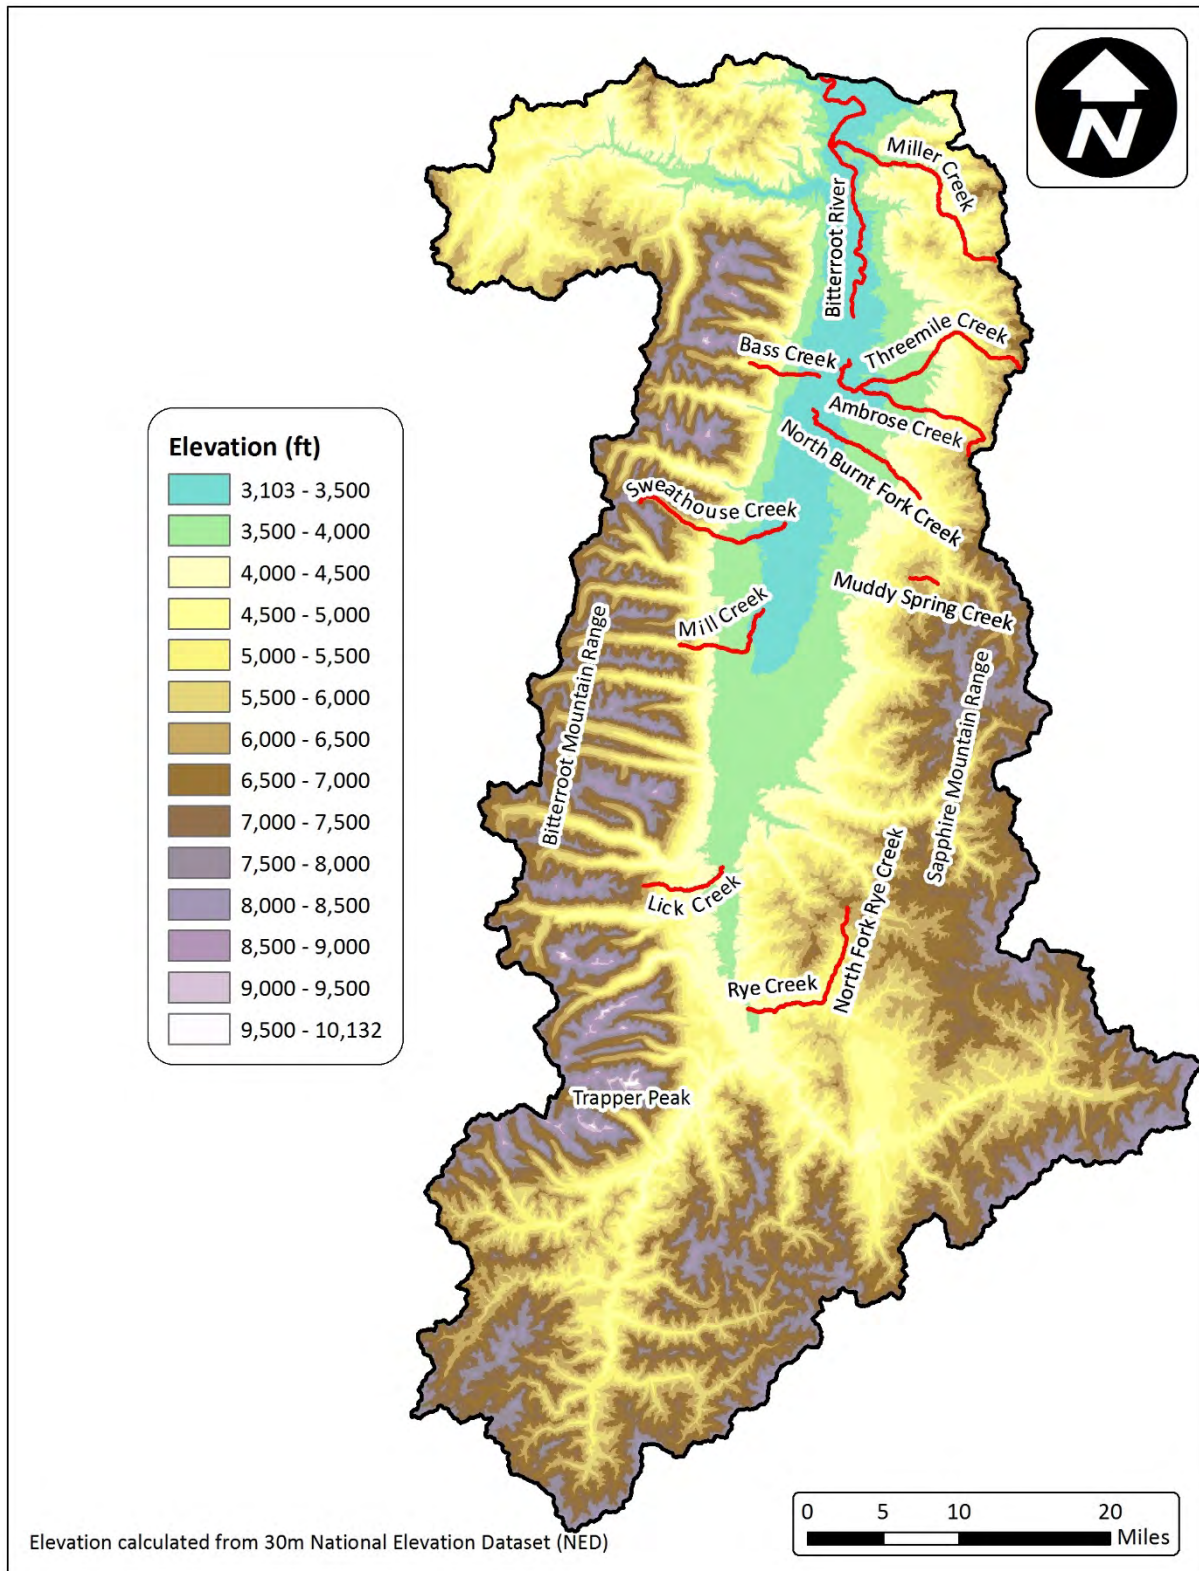 N
Miller Creek
Bitterroot River
Threemile Creek
Bass Creek
Ambrose Creek
North Burnt Fork Creek
Sweathouse Creek
Muddy Spring Creek
Mill Creek
Bitterroot Mountain Range
Sapphire Mountain Range
Lick Creek
North Fork Rye Creek
Rye Creek
Trapper Peak
Elevation (ft)
3,103 - 3,500
3,500 - 4,000
4,000 - 4,500
4,500 - 5,000
5,000 - 5,500
5,500 - 6,000
6,000 - 6,500
6,500 - 7,000
7,000 - 7,500
7,500 - 8,000
8,000 - 8,500
8,500 - 9,000
9,000 - 9,500
9,500 - 10,132
0 5 10 20
Miles
Elevation calculated from 30m National Elevation Dataset (NED)